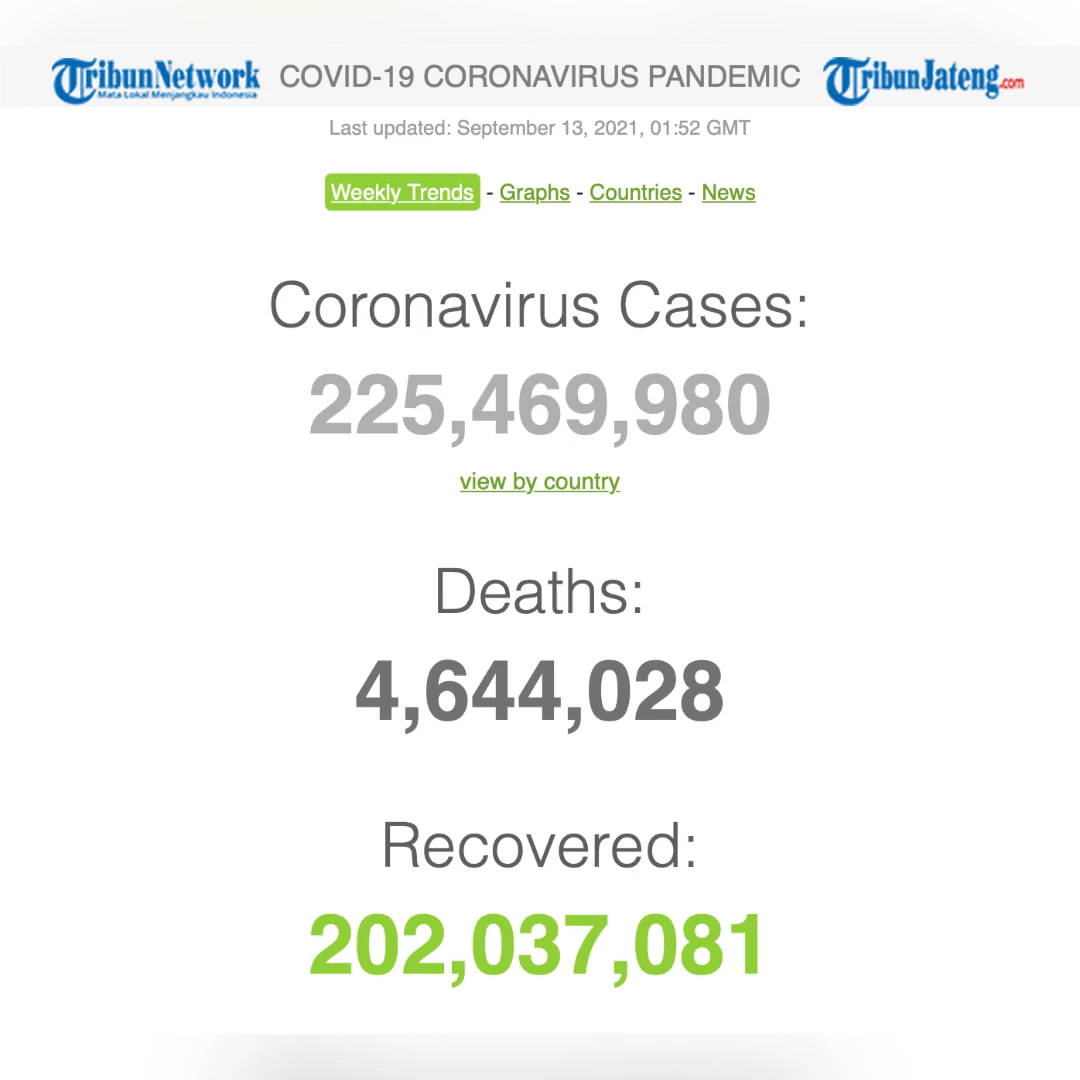 TribunNetwork COVID-19 CORONAVIRUS PANDEMIC TribunJateng.com
Mata Lokal Menjangkau Indonesia
Last updated: September 13, 2021, 01:52 GMT
Weekly Trends - Graphs - Countries - News
Coronavirus Cases:
225,469,980
view by country
Deaths:
4,644,028
Recovered:
202,037,081